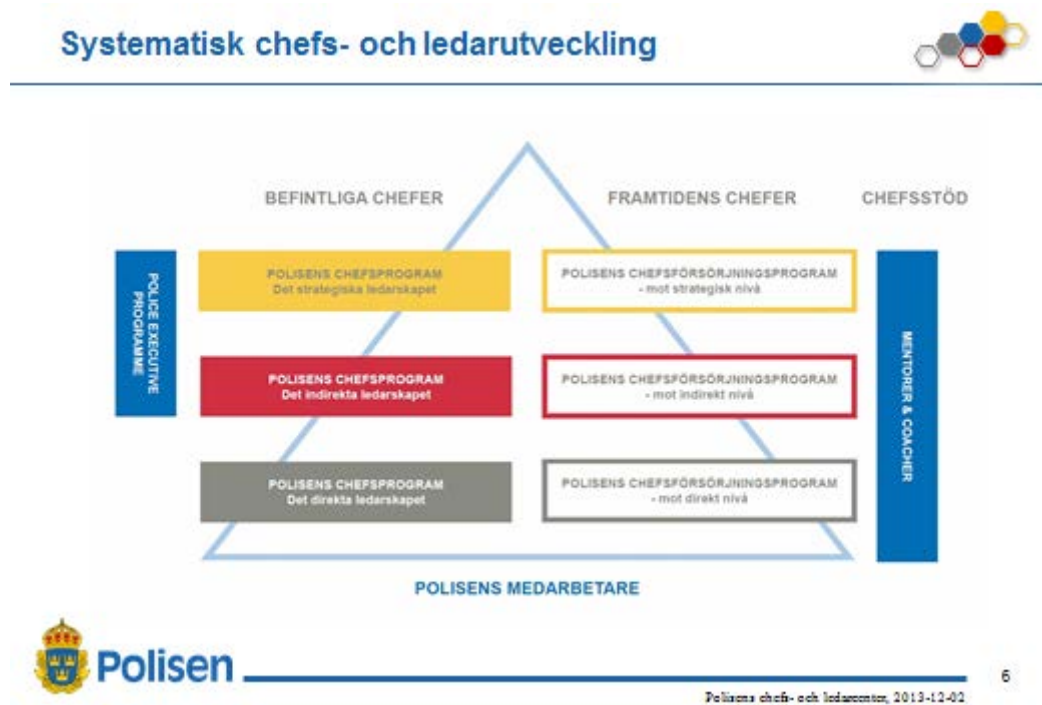 Systematisk chefs- och ledarutveckling
BEFINTLIGA CHEFER
FRAMTIDENS CHEFER
CHEFSSTÖD
POLICE EXECUTIVE
PROGRAMME
POLISENS CHEFSPROGRAM
Det strategiska ledarskapet
POLISENS CHEFSFÖRSÖRJNINGSPROGRAM
- mot strategisk nivå
POLISENS CHEFSPROGRAM
Det indirekta ledarskapet
POLISENS CHEFSFÖRSÖRJNINGSPROGRAM
- mot indirekt nivå
POLISENS CHEFSPROGRAM
Det direkta ledarskapet
POLISENS CHEFSFÖRSÖRJNINGSPROGRAM
- mot direkt nivå
MENTORER & COACHER
POLISENS MEDARBETARE
Polisen
6
Polisens chefs- och ledarcenter, 2013-12-02